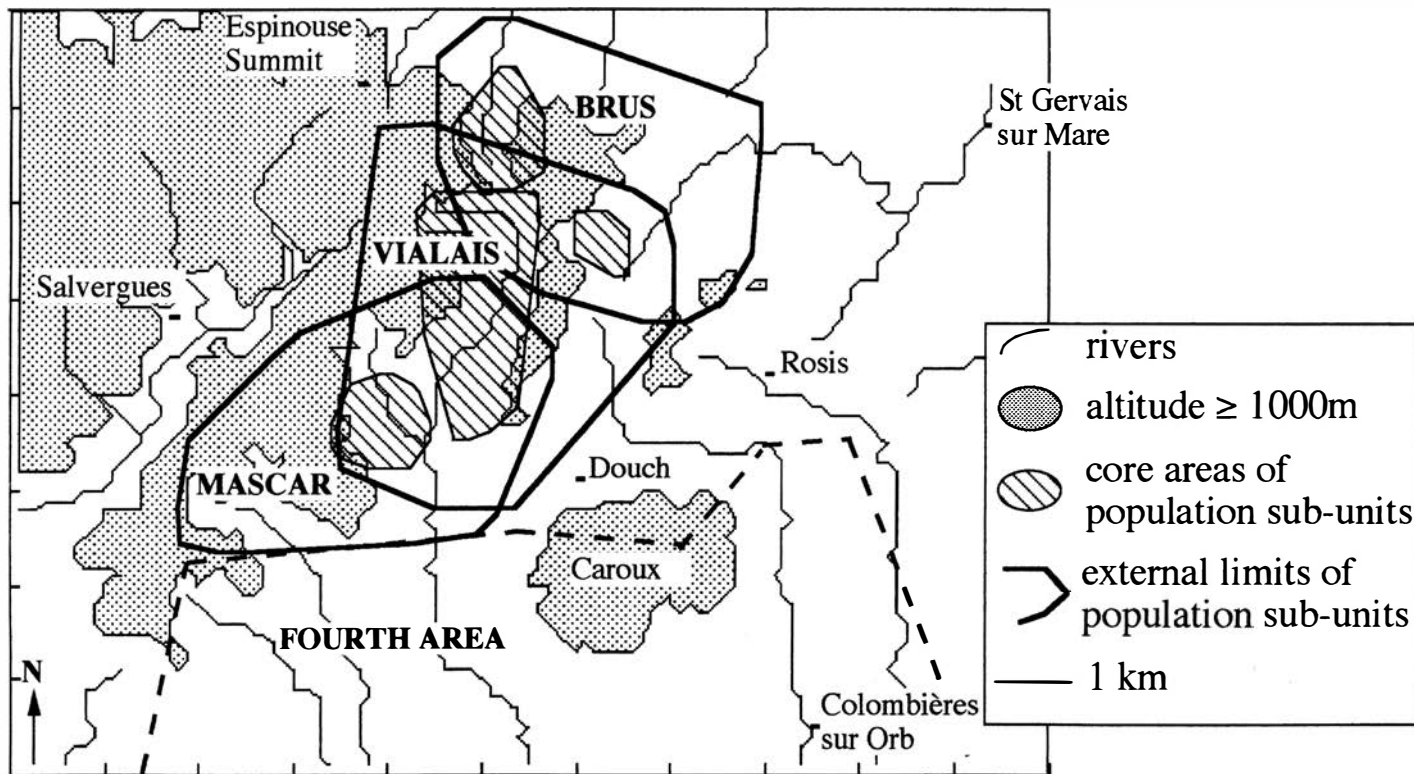 Espinouse
Summit
BRUS
St Gervais
sur Mare
VIALAIS
Salvergues
Rosis
MASCAR
Douch
Caroux
FOURTH AREA
N
Colombières
sur Orb
rivers
altitude ≥ 1000m
core areas of
population sub-units
external limits of
population sub-units
1 km